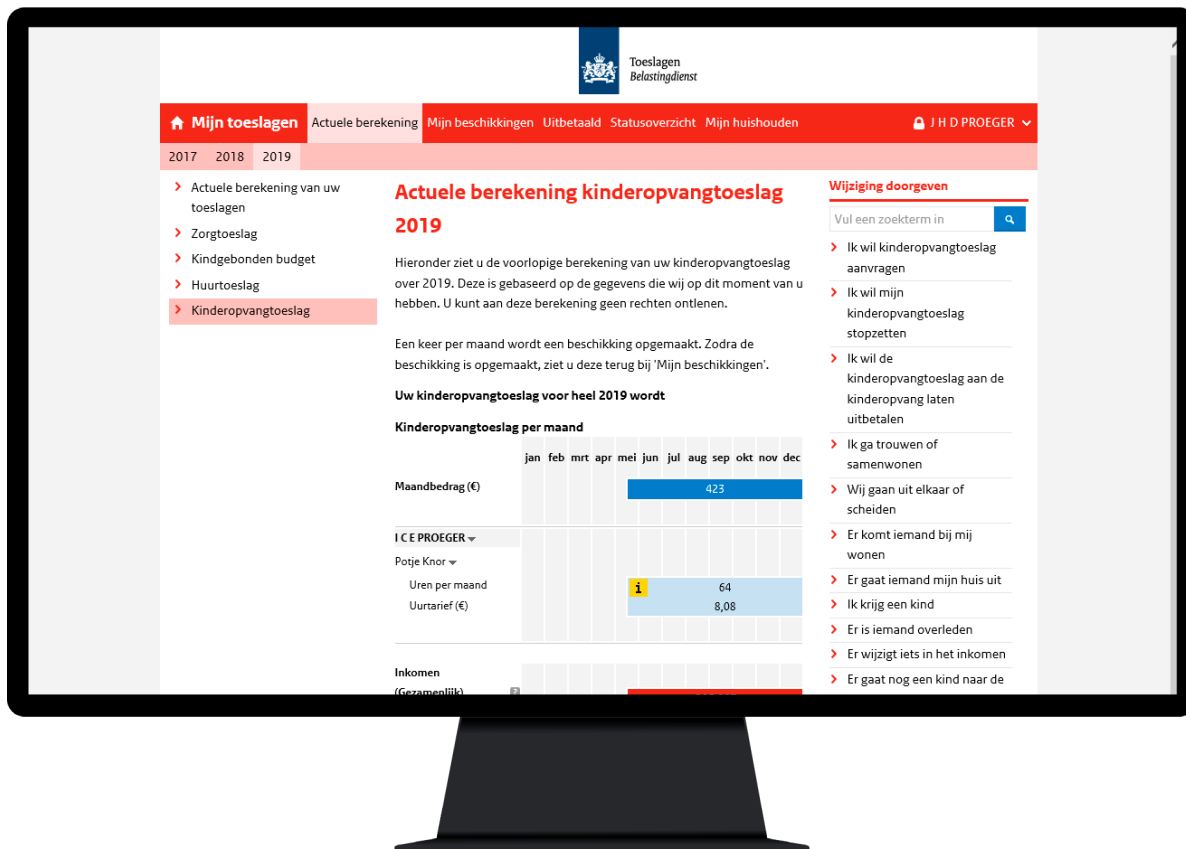 Toeslagen
Belastingdienst
Mijn toeslagen
Actuele berekening
Mijn beschikkingen
Uitbetaald
Statusoverzicht
Mijn huishouden
J H D PROEGER
2017
2018
2019
Actuele berekening van uw
toeslagen
Zorgtoeslag
Kindgebonden budget
Huurtoeslag
Kinderopvangtoeslag
Actuele berekening kinderopvangtoeslag
2019
Hieronder ziet u de voorlopige berekening van uw kinderopvangtoeslag
over 2019. Deze is gebaseerd op de gegevens die wij op dit moment van u
hebben. U kunt aan deze berekening geen rechten ontlenen.
Een keer per maand wordt een beschikking opgemaakt. Zodra de
beschikking is opgemaakt, ziet u deze terug bij 'Mijn beschikkingen'.
Uw kinderopvangtoeslag voor heel 2019 wordt
Kinderopvangtoeslag per maand
jan feb mrt apr mei jun jul aug sep okt nov dec
Maandbedrag (€) 423
I C E PROEGER
Potje Knor
Uren per maand i 64
Uurtarief (€) 8,08
Inkomen
(Gezamenlijk) ?
Wijziging doorgeven
Vul een zoekterm in
Ik wil kinderopvangtoeslag
aanvragen
Ik wil mijn
kinderopvangtoeslag
stopzetten
Ik wil de
kinderopvangtoeslag aan de
kinderopvang laten
uitbetalen
Ik ga trouwen of
samenwonen
Wij gaan uit elkaar of
scheiden
Er komt iemand bij mij
wonen
Er gaat iemand mijn huis uit
Ik krijg een kind
Er is iemand overleden
Er wijzigt iets in het inkomen
Er gaat nog een kind naar de